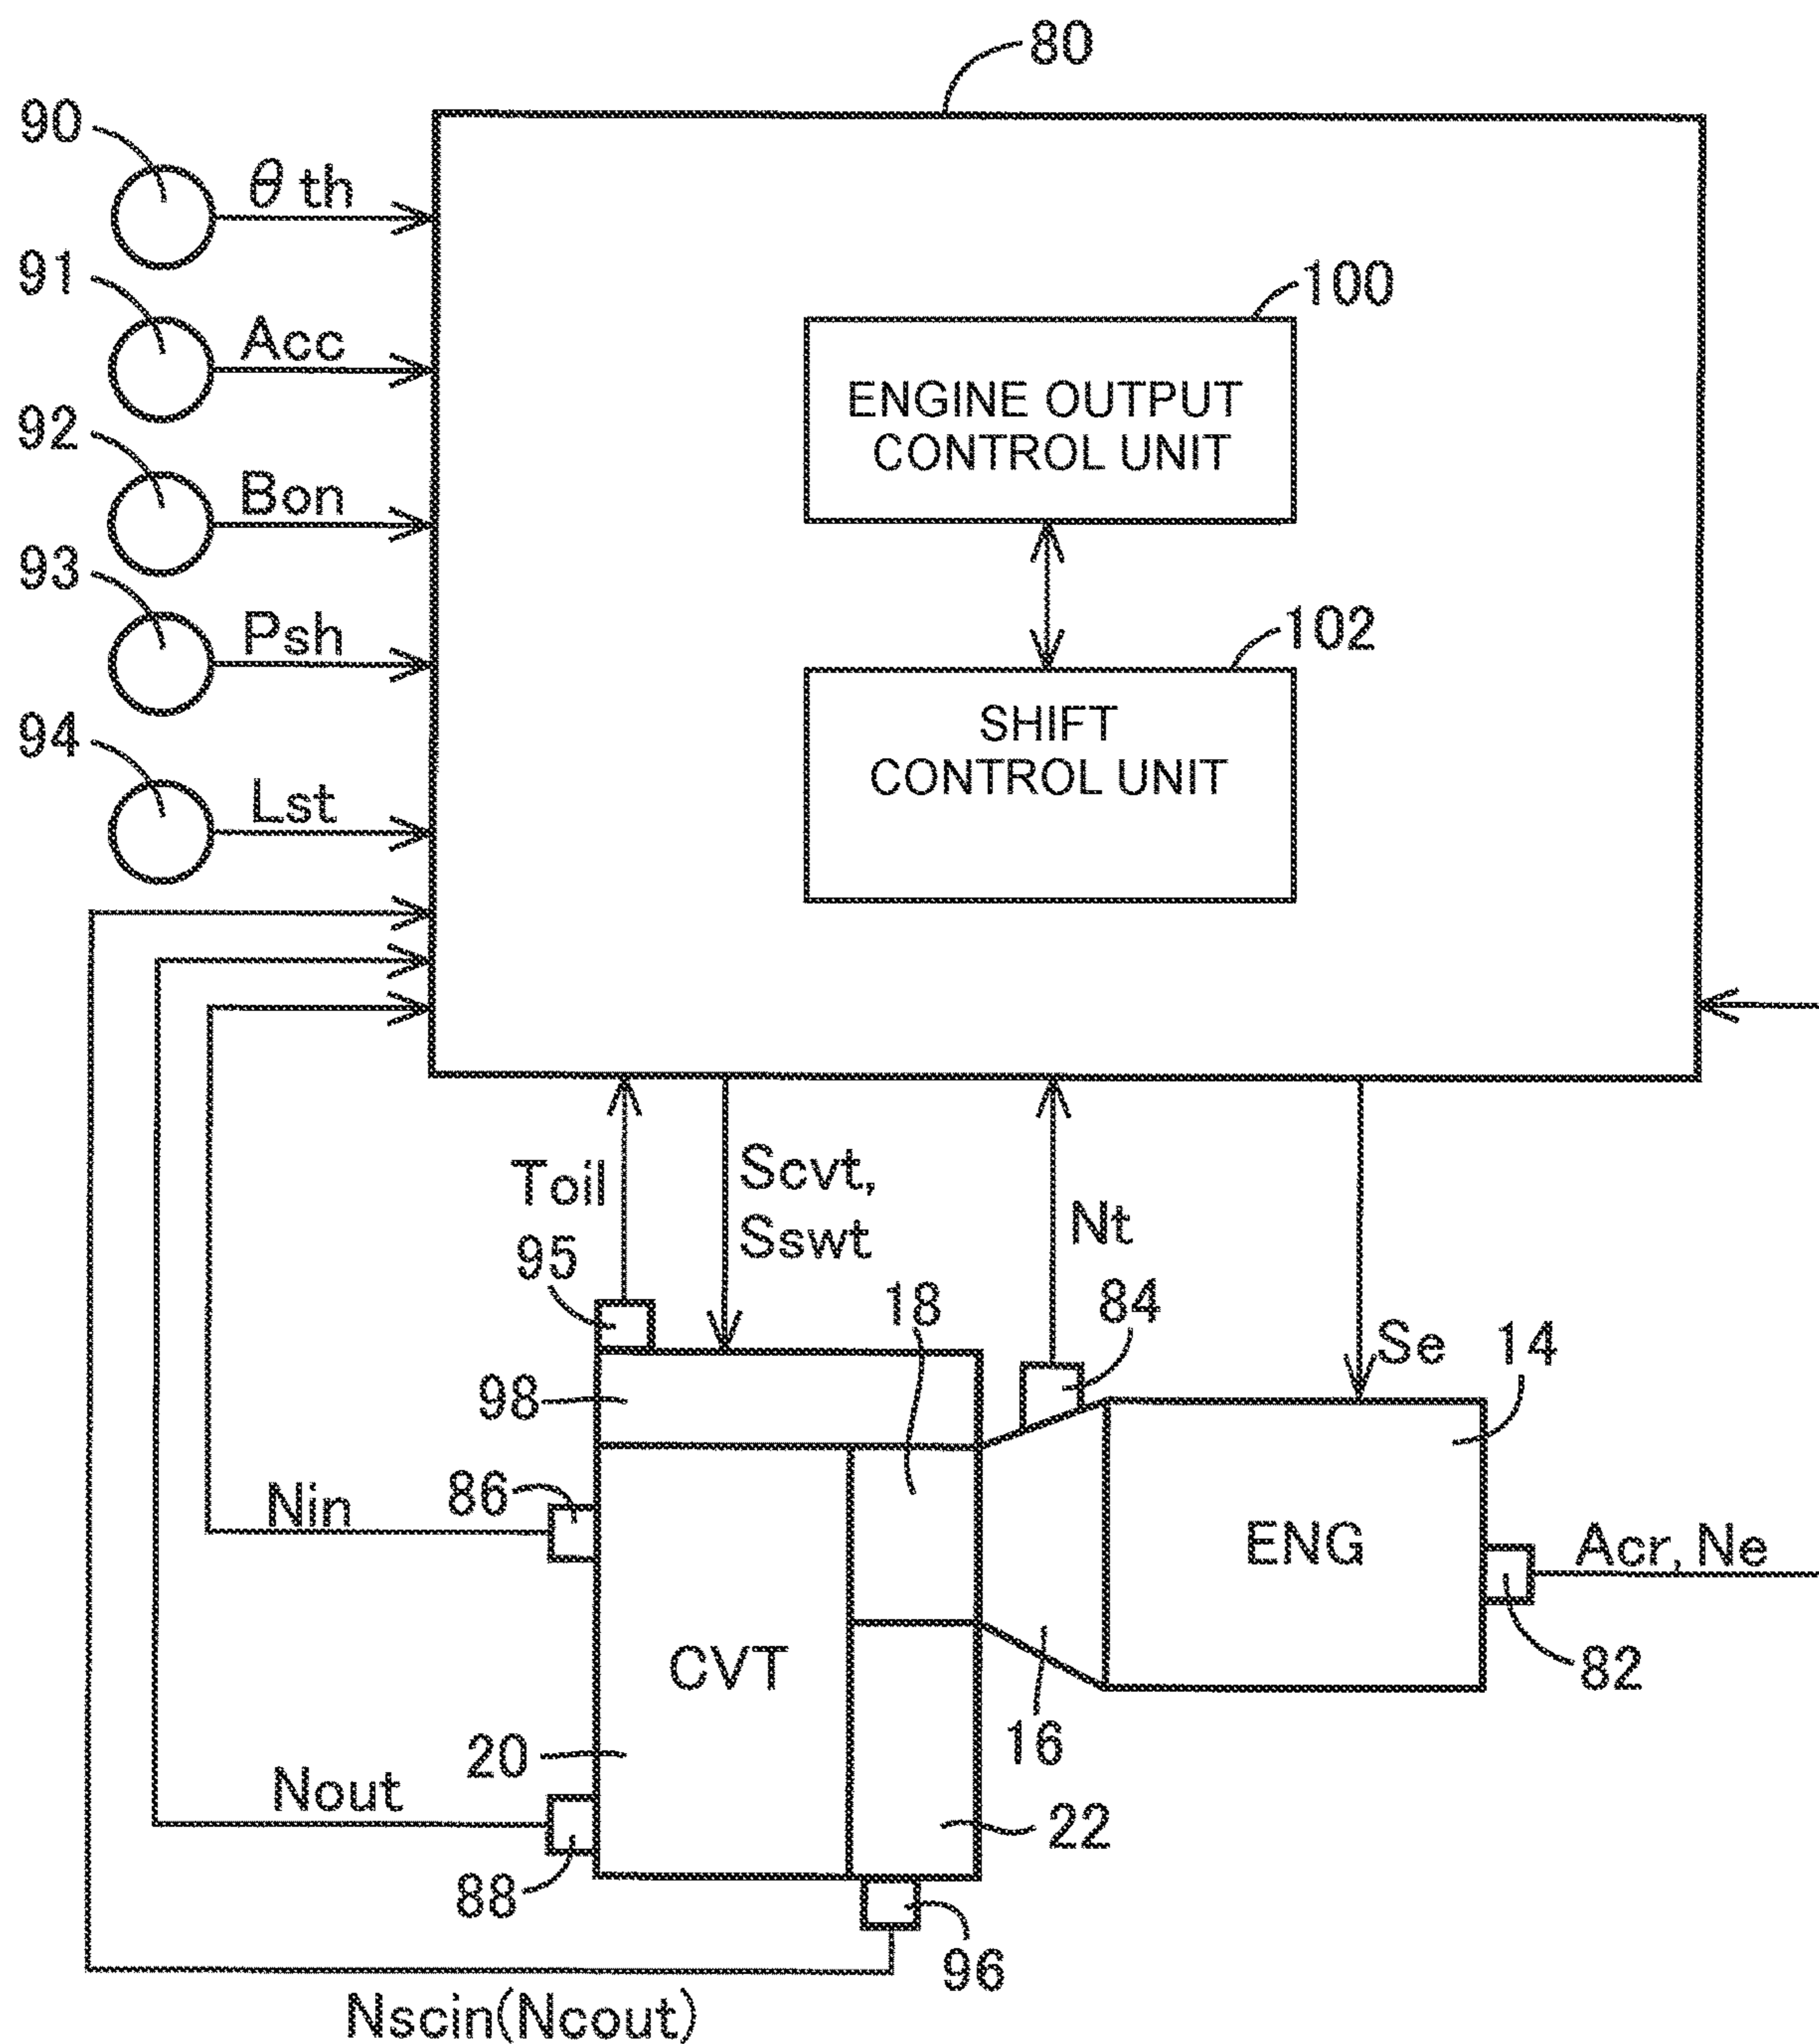 80
90
θth
91
Acc
100
ENGINE OUTPUT
CONTROL UNIT
92
Bon
93
Psh
102
SHIFT
CONTROL UNIT
94
Lst
Toil
95
Scvt,
Sswt
Nt
18
84
Se
14
98
86
Nin
ENG
Acr, Ne
CVT
82
16
20
Nout
22
88
96
Nscin(Ncout)